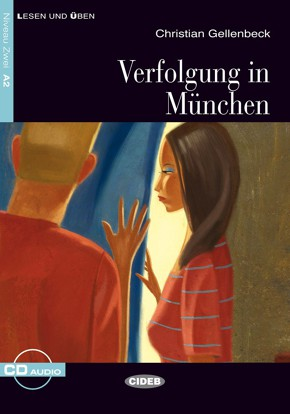 LESEN UND ÜBEN
NIVEAU ZWEI A2
Christian Gellenbeck
Verfolgung in
München
CD AUDIO
CIDEB